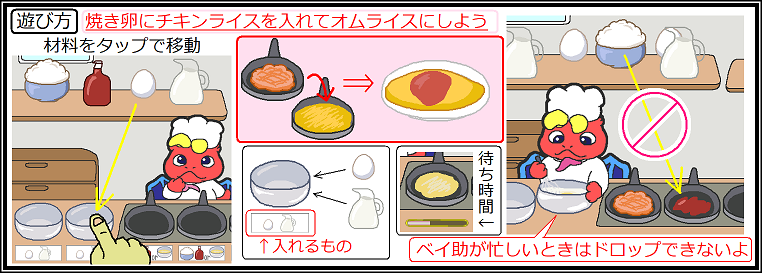 遊び方
焼き卵にチキンライスを入れてオムライスにしよう
材料をタップで移動
↑入れるもの
待ち時間↓
ベイ助が忙しいときはドロップできないよ